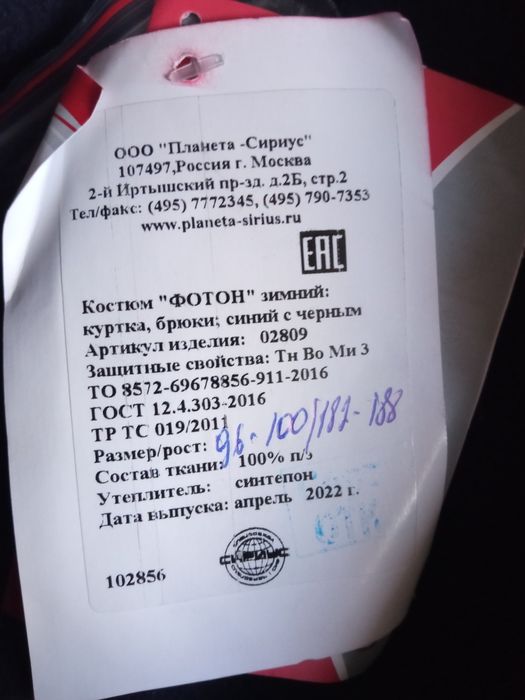 ООО "Планета -Сириус"
107497,Россия г. Москва
2-й Иртышский пр-зд. д.2Б, стр.2
Тел/факс: (495) 7772345, (495) 790-7353
www.planeta-sirius.ru
ЕАС
Костюм "ФОТОН" зимний:
куртка, брюки; синий с черным
Артикул изделия: 02809
Защитные свойства: Тн Во Ми З
ТО 8572-69678856-911-2016
ГОСТ 12.4.303-2016
ТР ТС 019/2011
Размер/рост: 96-100/182-188
Состав ткани: 100% п/э
Утеплитель: синтепон
Дата выпуска: апрель 2022 г.
ОТК
СИРИУС
102856